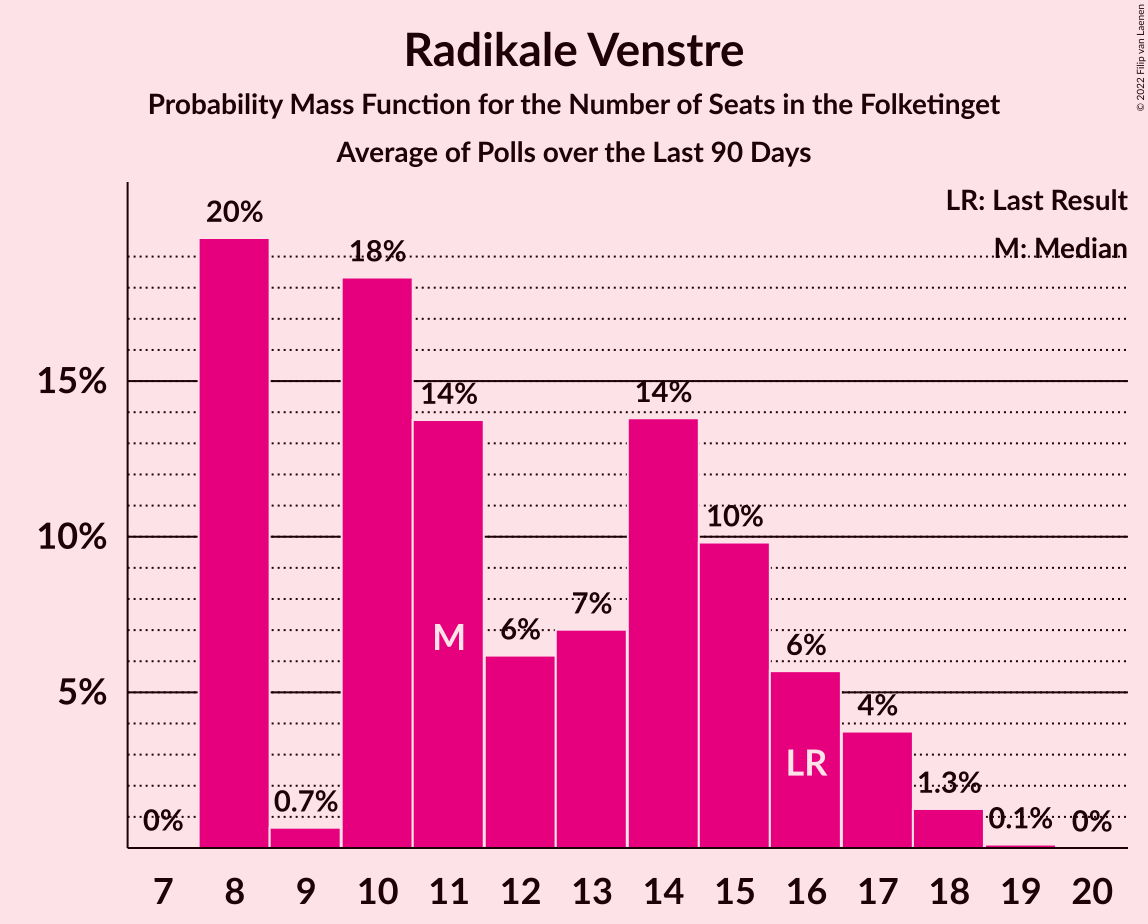 Radikale Venstre
Probability Mass Function for the Number of Seats in the Folketinget
Average of Polls over the Last 90 Days
© 2022 Filip van Laenen
LR: Last Result
M: Median
15%
10%
5%
0%
20%
0.7%
18%
14%
6%
7%
14%
10%
6%
4%
1.3%
0.1%
0%
M
LR
7 8 9 10 11 12 13 14 15 16 17 18 19 20